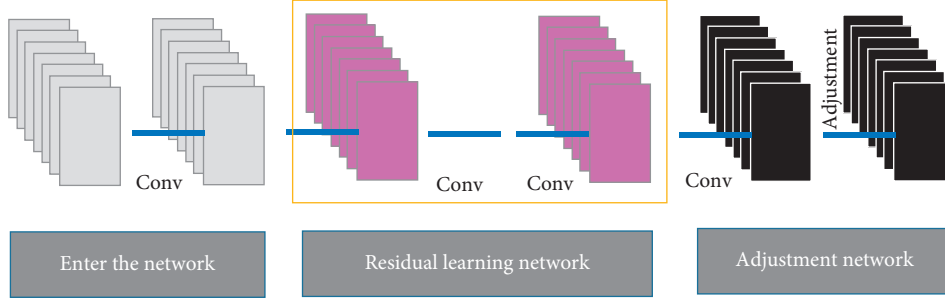 Adjustment
Conv
Conv
Conv
Conv
Enter the network
Residual learning network
Adjustment network